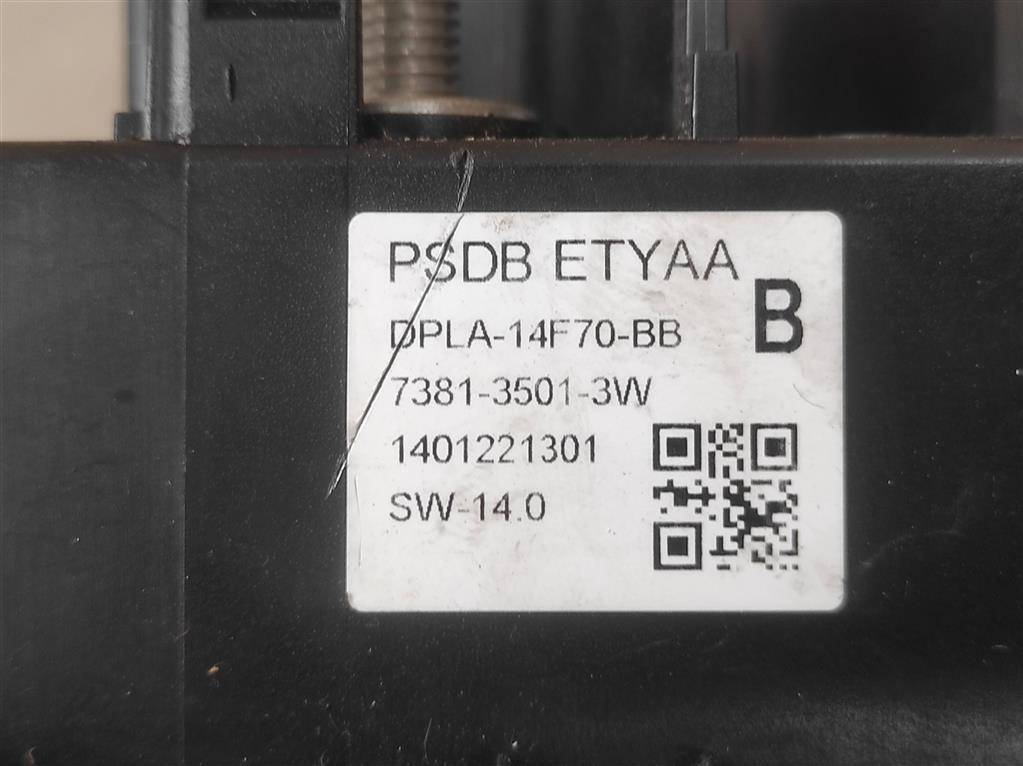 PSDB ETYAA
B
DPLA-14F70-BB
7381-3501-3W
1401221301
SW-14.0